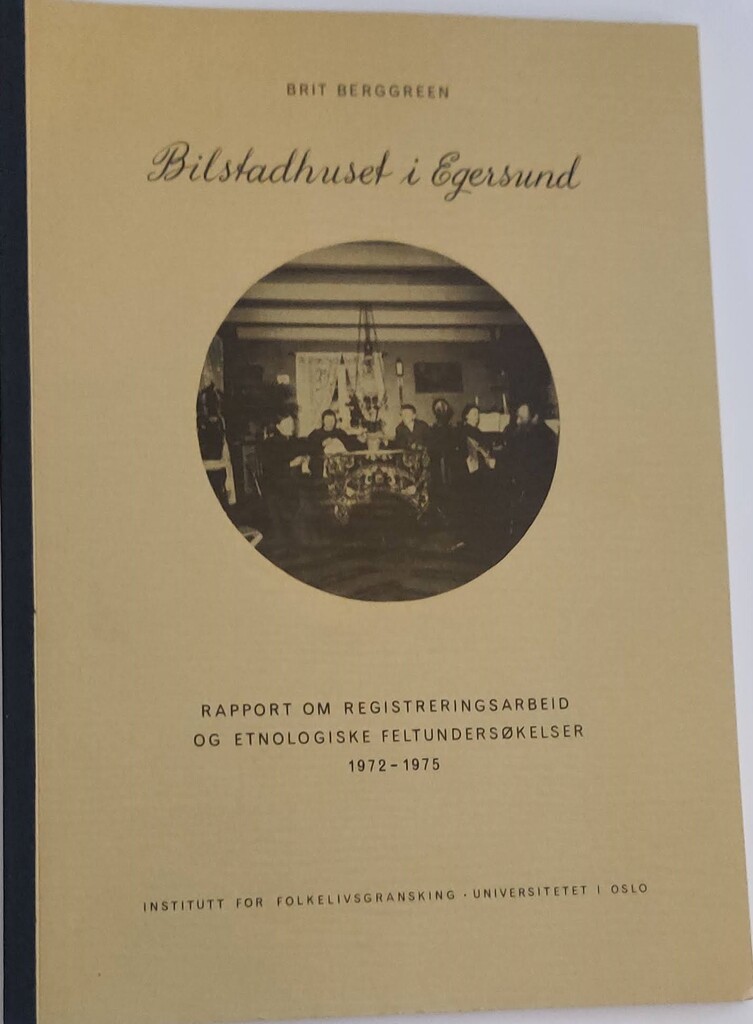 BRIT BERGGREEN
Bilstadhuset i Egersund
RAPPORT OM REGISTRERINGSARBEID
OG ETNOLOGISKE FELTUNDERSØKELSER
1972-1975
INSTITUTT FOR FOLKELIVSGRANSKING · UNIVERSITETET I OSLO